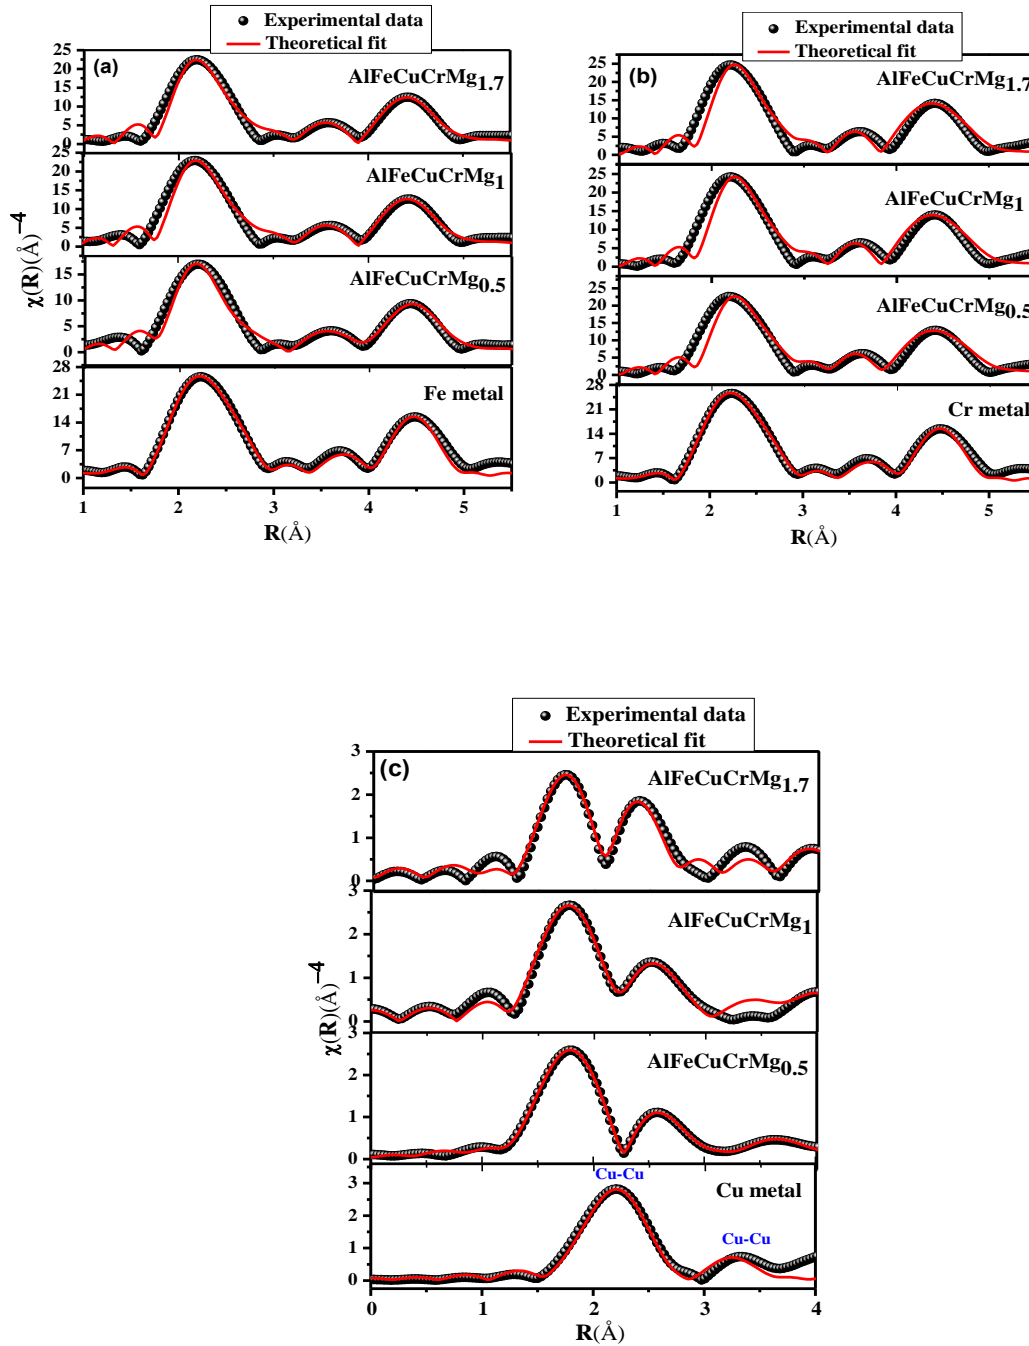 Experimental data
Theoretical fit
(a)
AlFeCuCrMg1.7
25
20
15
10
5
0
AlFeCuCrMg1
25
20
15
10
5
0
AlFeCuCrMg0.5
15
10
5
0
Fe metal
28
21
14
7
0
1 2 3 4 5
R(Å)
χ(R)(Å)−4
Experimental data
Theoretical fit
(b)
AlFeCuCrMg1.7
25
20
15
10
5
0
AlFeCuCrMg1
25
20
15
10
5
0
AlFeCuCrMg0.5
25
20
15
10
5
0
Cr metal
28
21
14
7
0
1 2 3 4 5
R(Å)
Experimental data
Theoretical fit
(c)
AlFeCuCrMg1.7
3
2
1
0
AlFeCuCrMg1
3
2
1
0
AlFeCuCrMg0.5
3
2
1
0
Cu-Cu
Cu metal
Cu-Cu
3
2
1
0
0 1 2 3 4
R(Å)
χ(R)(Å)−4